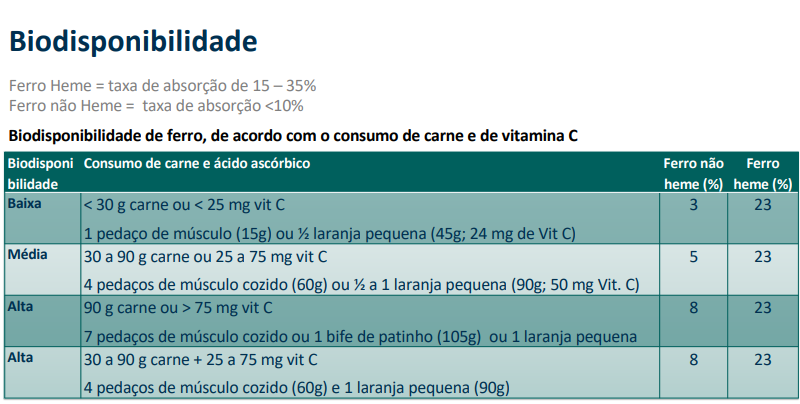 Biodisponibilidade
Ferro Heme = taxa de absorção de 15 – 35%
Ferro não Heme = taxa de absorção <10%
Biodisponibilidade de ferro, de acordo com o consumo de carne e de vitamina C
Biodisponi Consumo de carne e ácido ascórbico Ferro não Ferro
bilidade heme (%) heme (%)
Baixa < 30 g carne ou < 25 mg vit C 3 23
1 pedaço de músculo (15g) ou ½ laranja pequena (45g; 24 mg de Vit C)
Média 30 a 90 g carne ou 25 a 75 mg vit C 5 23
4 pedaços de músculo cozido (60g) ou ½ a 1 laranja pequena (90g; 50 mg Vit. C)
Alta 90 g carne ou > 75 mg vit C 8 23
7 pedaços de músculo cozido ou 1 bife de patinho (105g) ou 1 laranja pequena
Alta 30 a 90 g carne + 25 a 75 mg vit C 8 23
4 pedaços de músculo cozido (60g) e 1 laranja pequena (90g)